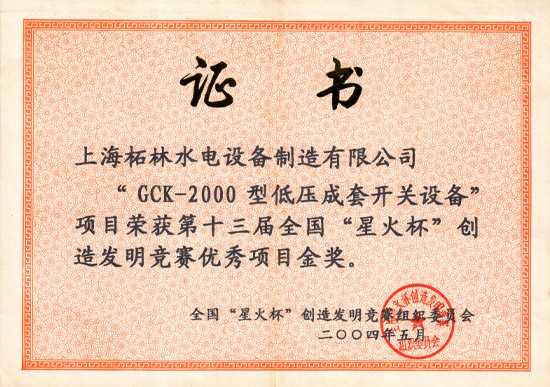 证 书
上海柘林水电设备制造有限公司
“GCK-2000 型低压成套开关设备”
项目荣获第十三届全国“星火杯”创
造发明竞赛优秀项目金奖。
全国“星火杯”创造发明竞赛组织委员会
二〇〇四年五月